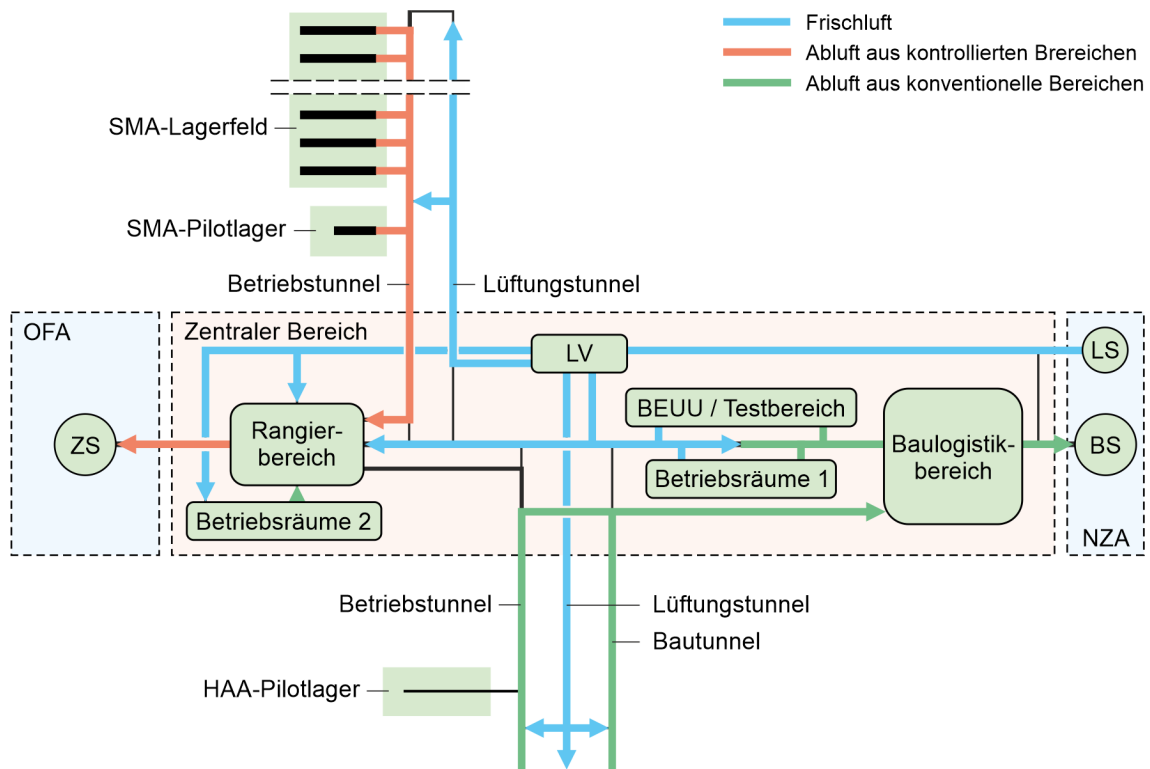 Frischluft
Abluft aus kontrollierten Brereichen
Abluft aus konventionelle Bereichen
SMA-Lagerfeld
SMA-Pilotlager
Betriebstunnel
Lüftungstunnel
OFA
Zentraler Bereich
LV
LS
BEUU / Testbereich
Rangier-
bereich
ZS
Baulogistik-
bereich
BS
Betriebsräume 1
Betriebsräume 2
NZA
Betriebstunnel
Lüftungstunnel
Bautunnel
HAA-Pilotlager